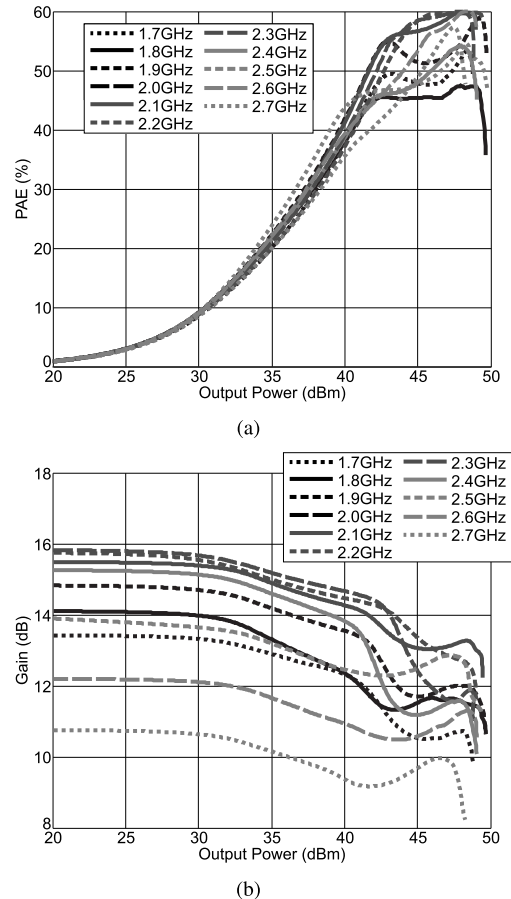 60
50
40
30
20
10
0
PAE (%)
1.7GHz 2.3GHz
1.8GHz 2.4GHz
1.9GHz 2.5GHz
2.0GHz 2.6GHz
2.1GHz 2.7GHz
2.2GHz
20 25 30 35 40 45 50
Output Power (dBm)
(a)
18
16
14
12
10
8
Gain (dB)
1.7GHz 2.3GHz
1.8GHz 2.4GHz
1.9GHz 2.5GHz
2.0GHz 2.6GHz
2.1GHz 2.7GHz
2.2GHz
20 25 30 35 40 45 50
Output Power (dBm)
(b)